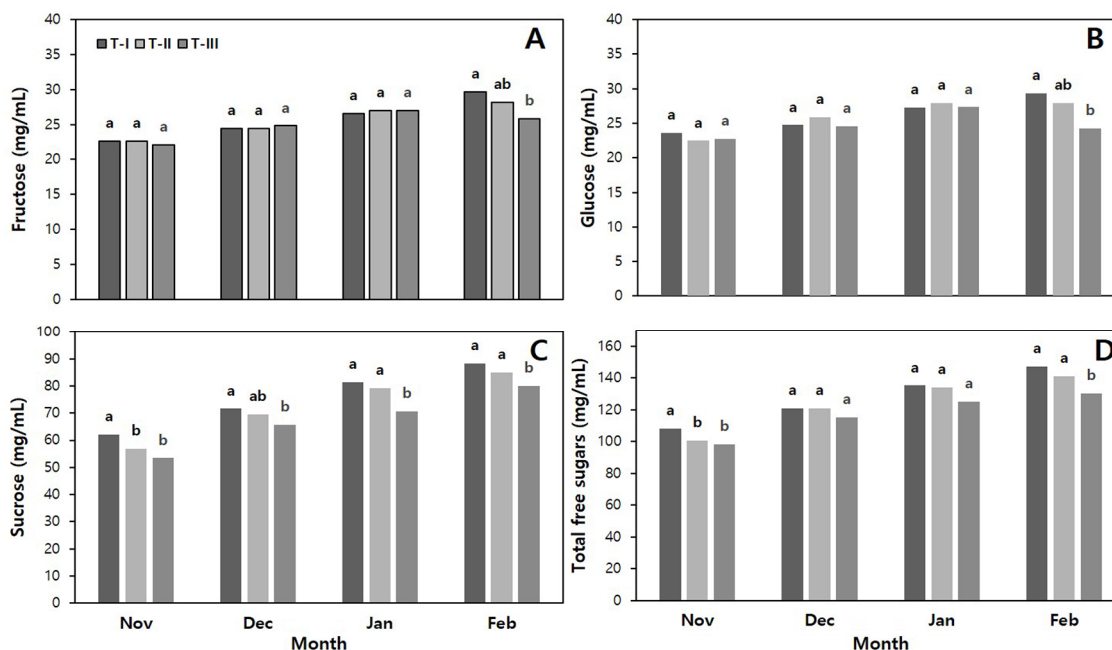 A
T-I T-II T-III
40
35
30
25
20
15
10
5
0
Fructose (mg/mL)
a a a
a a a
a a a
a ab b
B
40
35
30
25
20
15
10
5
0
Glucose (mg/mL)
a a a
a a a
a a a
a ab b
C
100
90
80
70
60
50
40
30
20
10
0
Sucrose (mg/mL)
a b b
a ab b
a a b
a a b
Nov Dec Jan Feb
Month
D
160
140
120
100
80
60
40
20
0
Total free sugars (mg/mL)
a b b
a a a
a a a
a a b
Nov Dec Jan Feb
Month